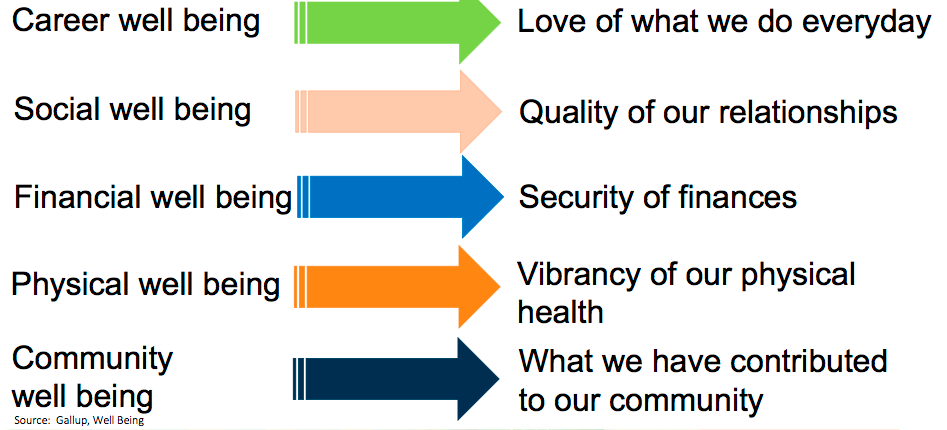 Career well being
Love of what we do everyday
Social well being
Quality of our relationships
Financial well being
Security of finances
Physical well being
Vibrancy of our physical
health
Community
well being
What we have contributed
to our community
Source: Gallup, Well Being